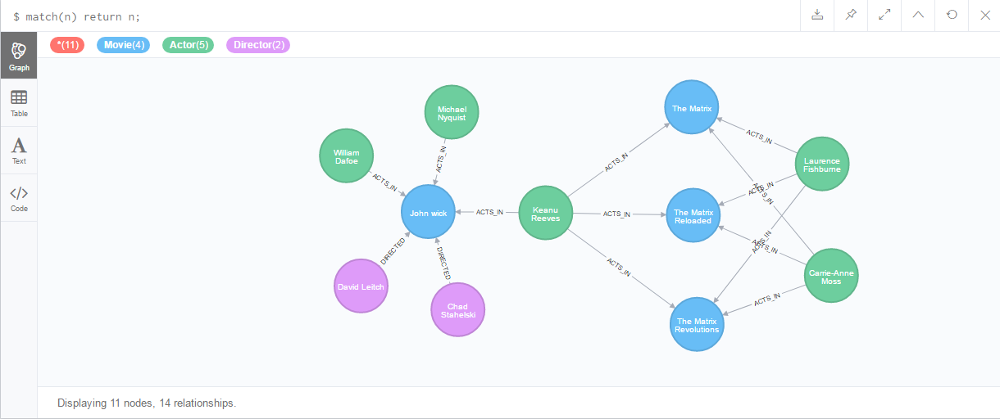 $ match(n) return n;
*(11) Movie(4) Actor(5) Director(2)
Graph
Table
A
Text
</>
Code
Michael
Nyquist
William
Dafoe
John wick
David Leitch
Chad
Stahelski
Keanu
Reeves
The Matrix
The Matrix
Reloaded
The Matrix
Revolutions
Laurence
Fishburne
Carrie-Anne
Moss
ACTS_IN
ACTS_IN
ACTS_IN
DIRECTED
DIRECTED
ACTS_IN
ACTS_IN
ACTS_IN
ACTS_IN
ACTS_IN
ACTS_IN
ACTS_IN
ACTS_IN
ACTS_IN
Displaying 11 nodes, 14 relationships.